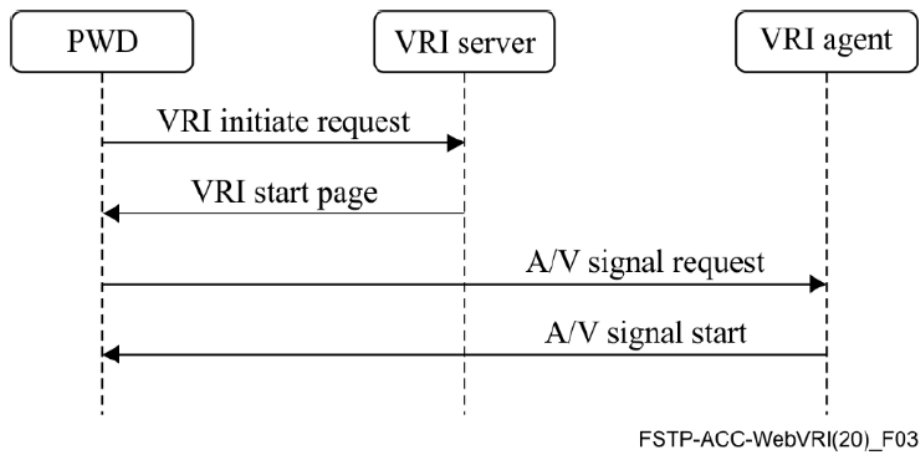 PWD
VRI server
VRI agent
VRI initiate request
VRI start page
A/V signal request
A/V signal start
FSTP-ACC-WebVRI(20)_F03